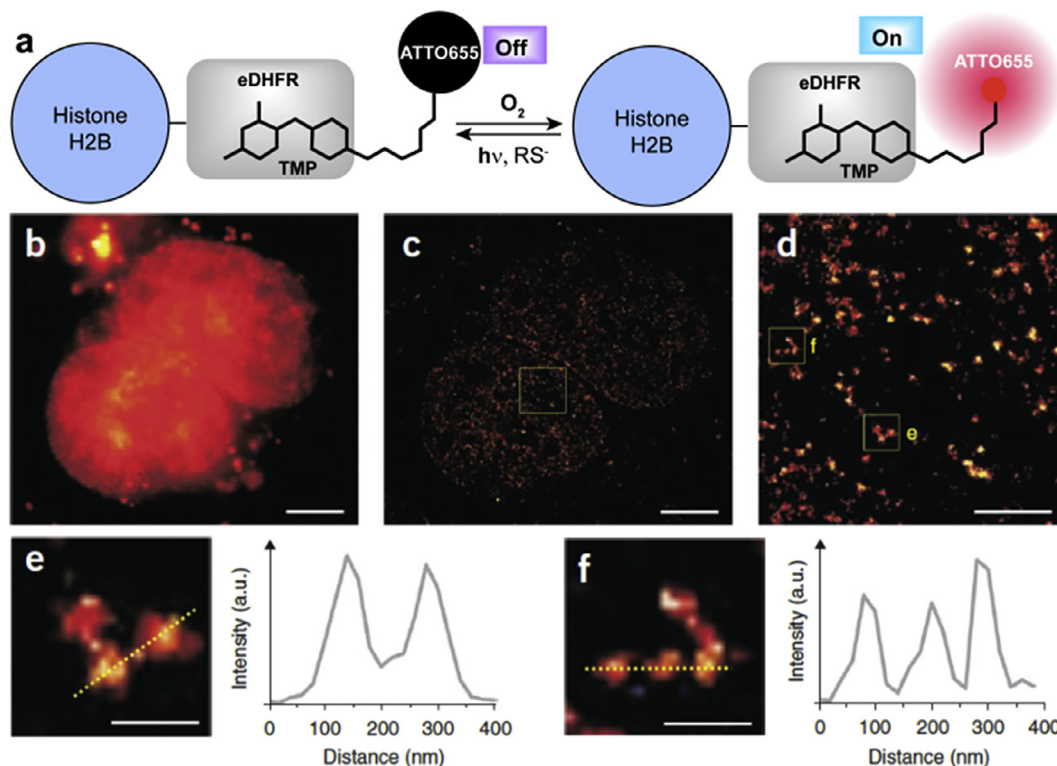 a
ATTO655
Off
On
Histone
H2B
eDHFR
TMP
O₂
hν, RS⁻
Histone
H2B
eDHFR
TMP
ATTO655
b
c
d
f
e
e
Intensity (a.u.)
0 100 200 300 400
Distance (nm)
f
Intensity (a.u.)
0 100 200 300 400
Distance (nm)